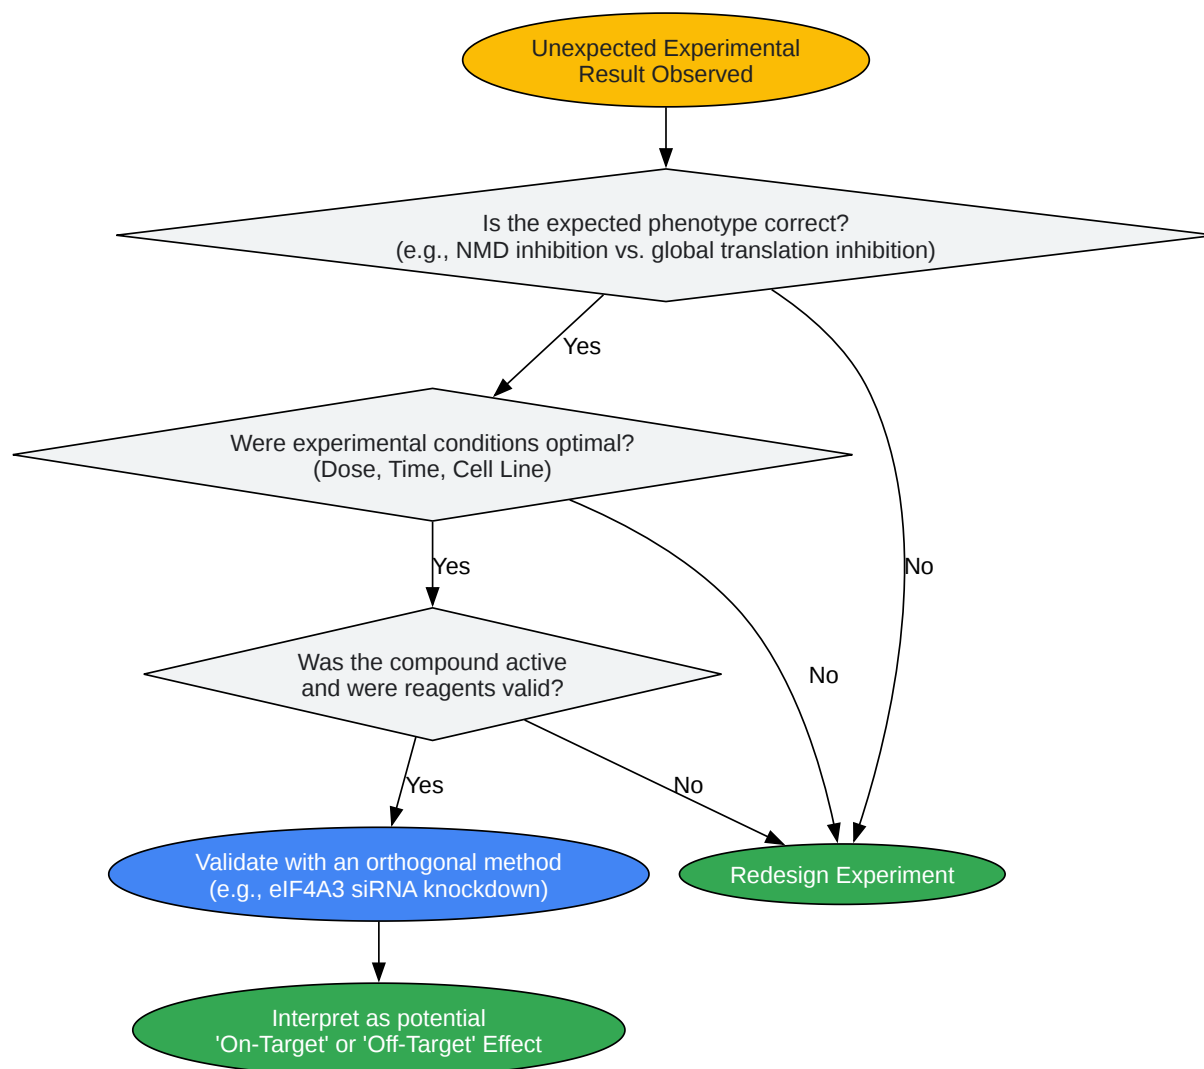 Unexpected Experimental
Result Observed
Is the expected phenotype correct?
(e.g., NMD inhibition vs. global translation inhibition)
Yes
Were experimental conditions optimal?
(Dose, Time, Cell Line)
Yes
No
Was the compound active
and were reagents valid?
No
Yes
No
Validate with an orthogonal method
(e.g., eIF4A3 siRNA knockdown)
Redesign Experiment
Interpret as potential
'On-Target' or 'Off-Target' Effect